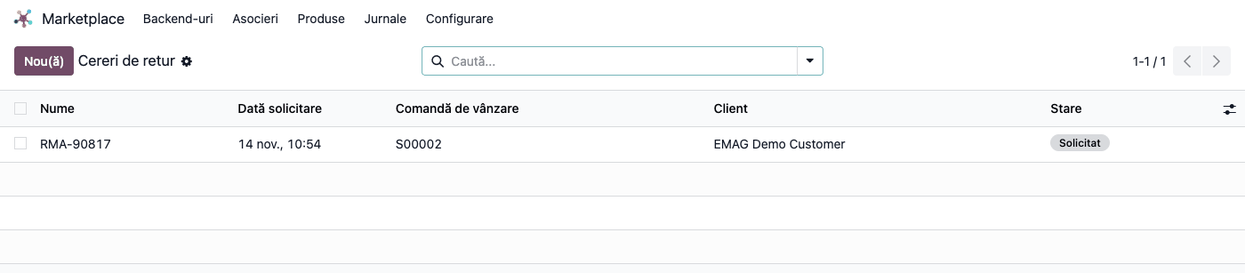 Marketplace Backend-uri Asocieri Produse Jurnale Configurare
Nou(ă) Cereri de retur Caută... 1-1 / 1
Nume Dată solicitare Comandă de vânzare Client Stare
RMA-90817 14 nov., 10:54 S00002 EMAG Demo Customer Solicitat